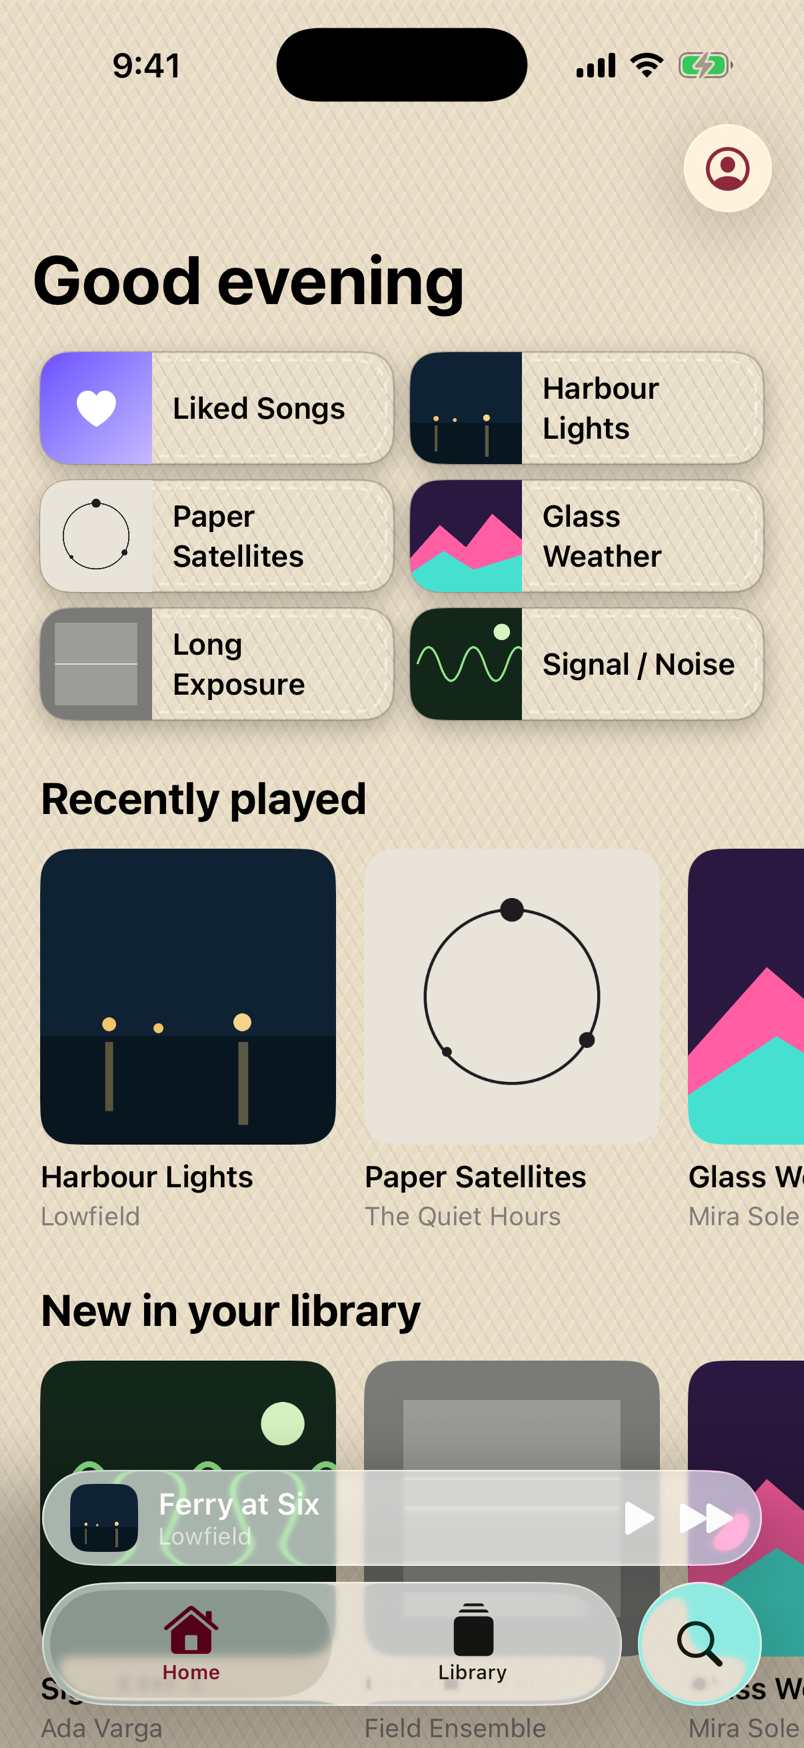 9:41
Good evening
Liked Songs
Harbour
Lights
Paper
Satellites
Glass
Weather
Long
Exposure
Signal / Noise
Recently played
Harbour Lights
Paper Satellites
Lowfield
The Quiet Hours
Mira Sole
New in your library
Ferry at Six
Lowfield
Home
Library
Ada Varga
Field Ensemble
Mira Sole